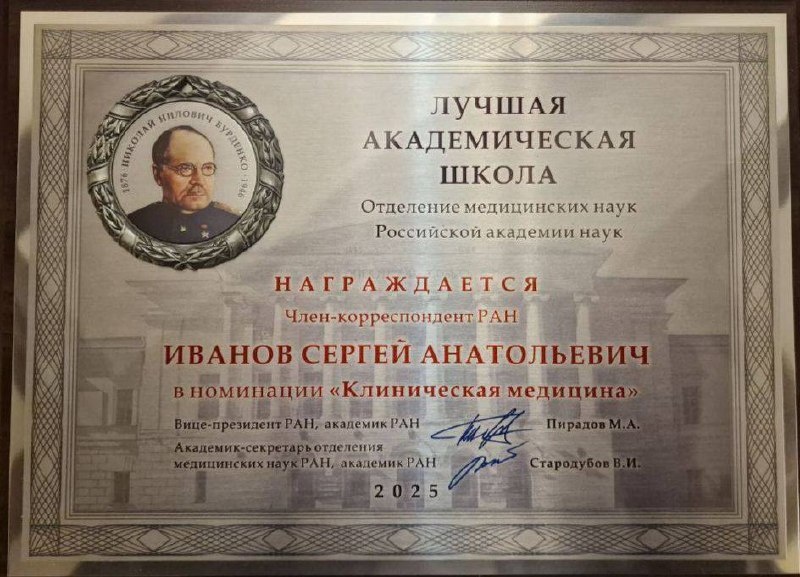 1876 НИКОЛАЙ НИЛОВИЧ БУРДЕНКО 1946
ЛУЧШАЯ
АКАДЕМИЧЕСКАЯ
ШКОЛА
Отделение медицинских наук
Российской академии наук
НАГРАЖДАЕТСЯ
Член-корреспондент РАН
ИВАНОВ СЕРГЕЙ АНАТОЛЬЕВИЧ
в номинации «Клиническая медицина»
Вице-президент РАН, академик РАН Пирадов М.А.
Академик-секретарь отделения
медицинских наук РАН, академик РАН Стародубов В.И.
2025